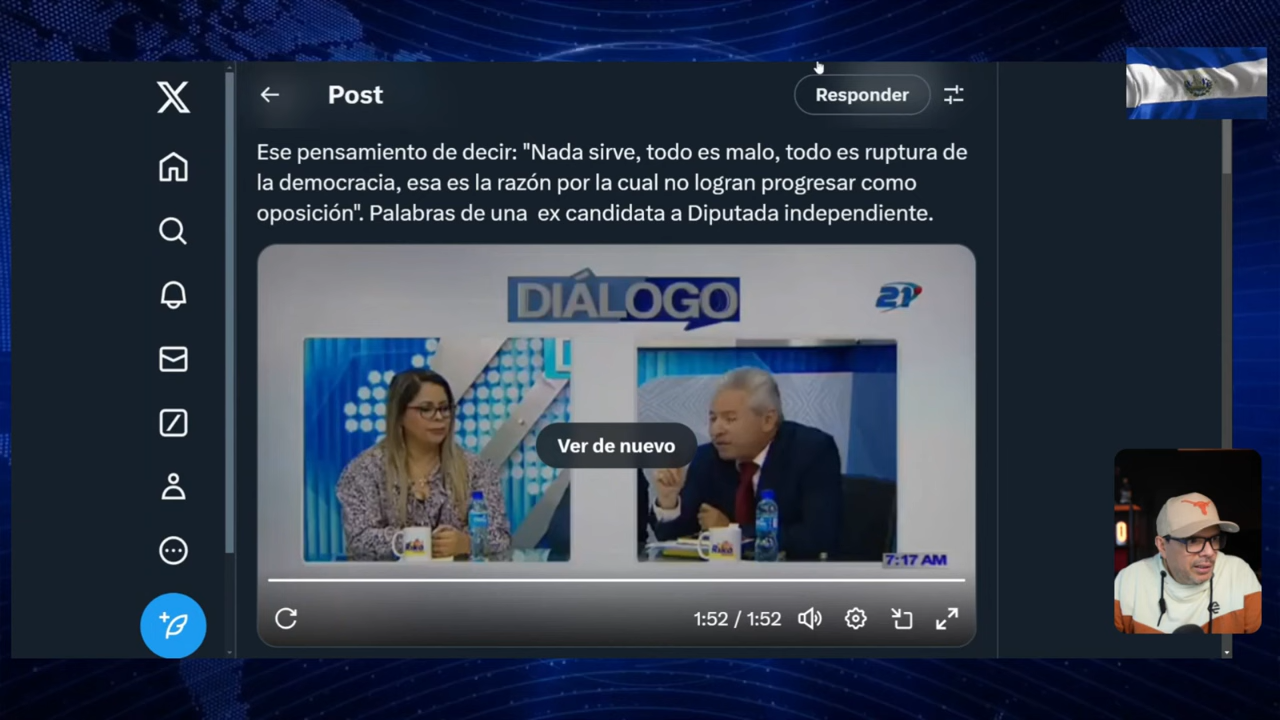 Post
Responder
Ese pensamiento de decir: "Nada sirve, todo es malo, todo es ruptura de
la democracia, esa es la razón por la cual no logran progresar como
oposición". Palabras de una  ex candidata a Diputada independiente.
DIÁLOGO
21
Ver de nuevo
7:17 AM
1:52 / 1:52